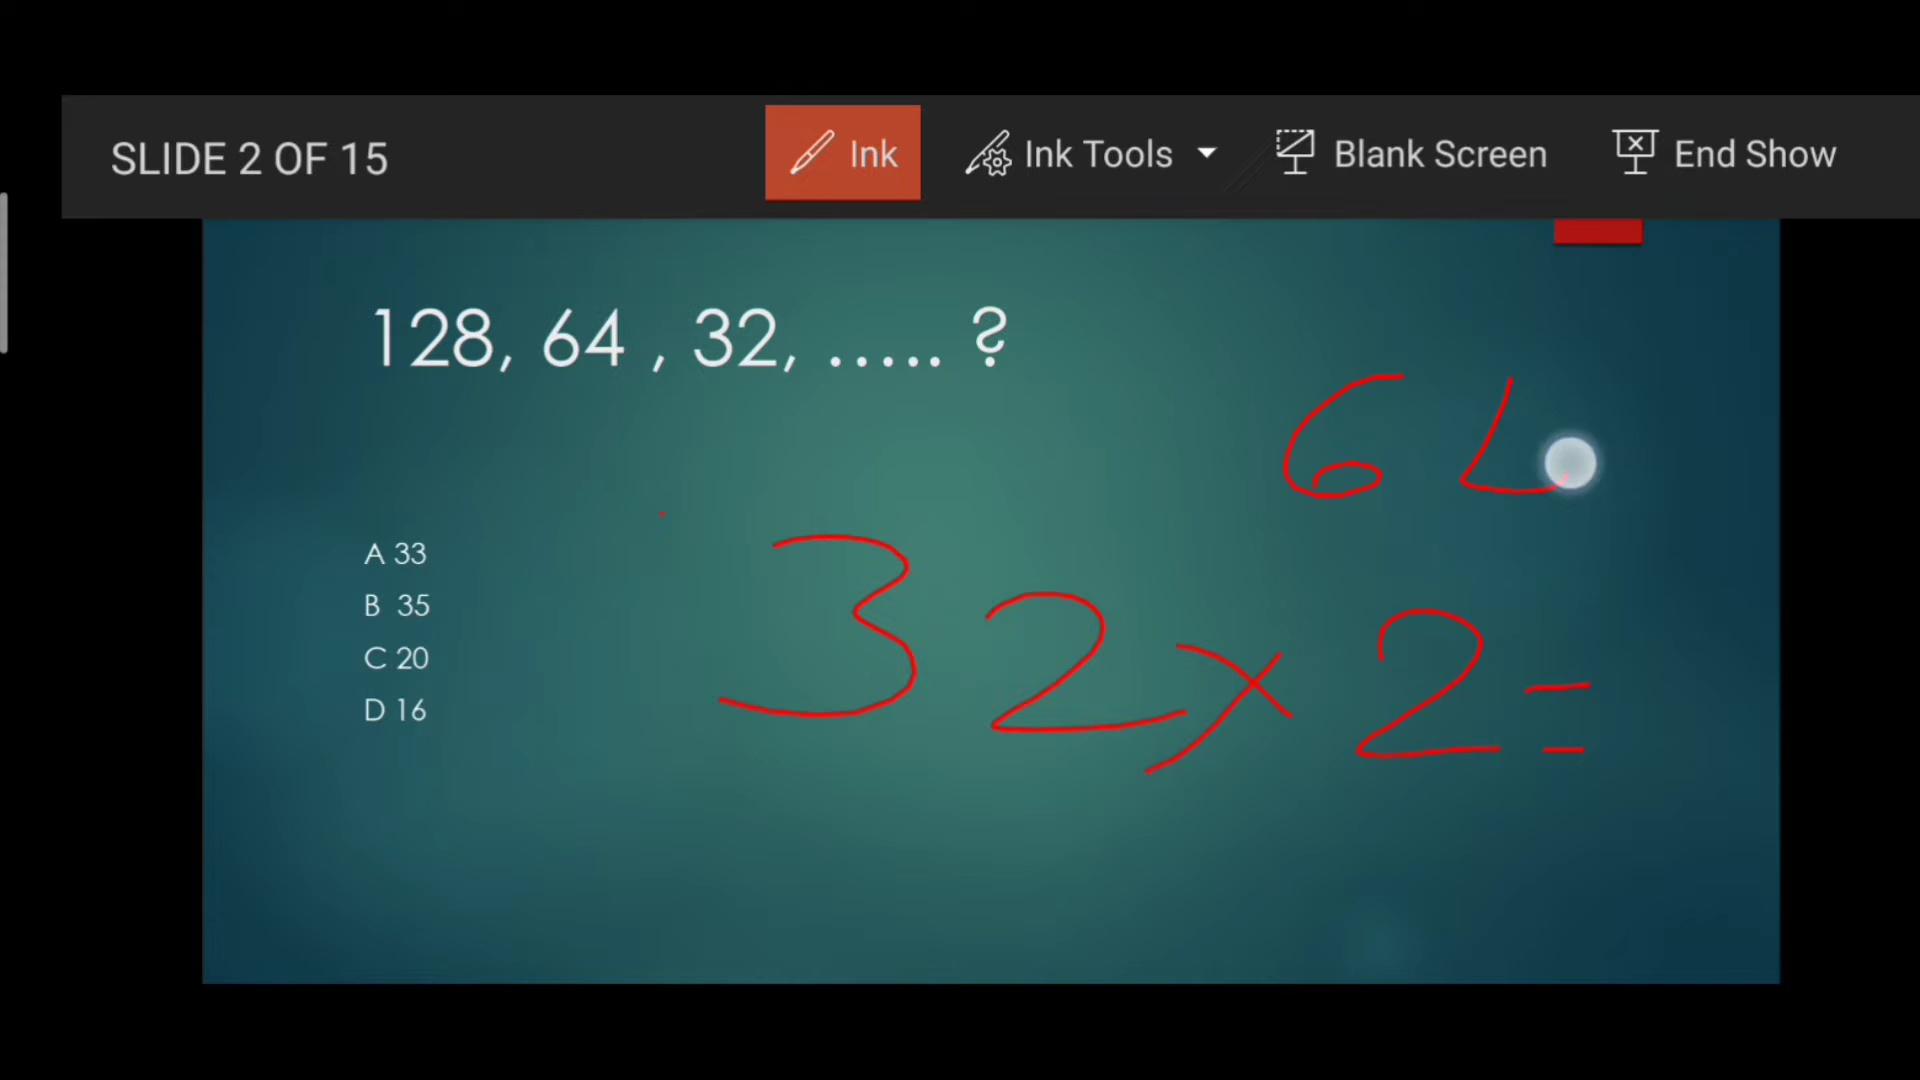 SLIDE 2 OF 15
Ink
Ink Tools
Blank Screen
End Show
128, 64 , 32, ..... ?
6
A 33
B 35
C 20
D 16
32x2=